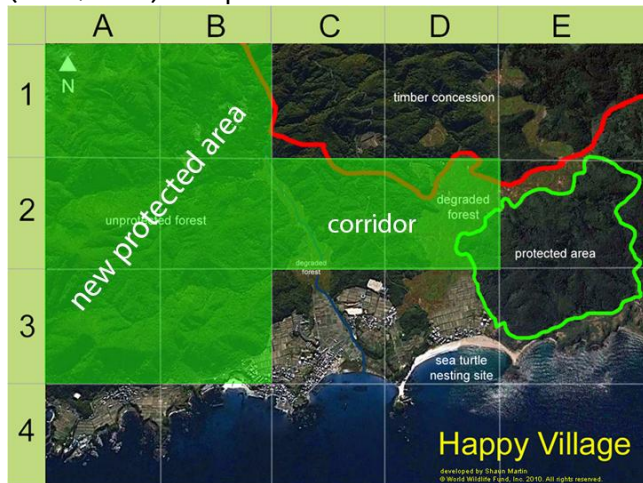 A B C D E
1
N
timber concession
new protected area
2
unprotected forest
corridor
degraded
forest
protected area
degraded
forest
3
sea turtle
nesting site
4
Happy Village
developed by Shaun Martin
© World Wildlife Fund, Inc. 2010. All rights reserved.